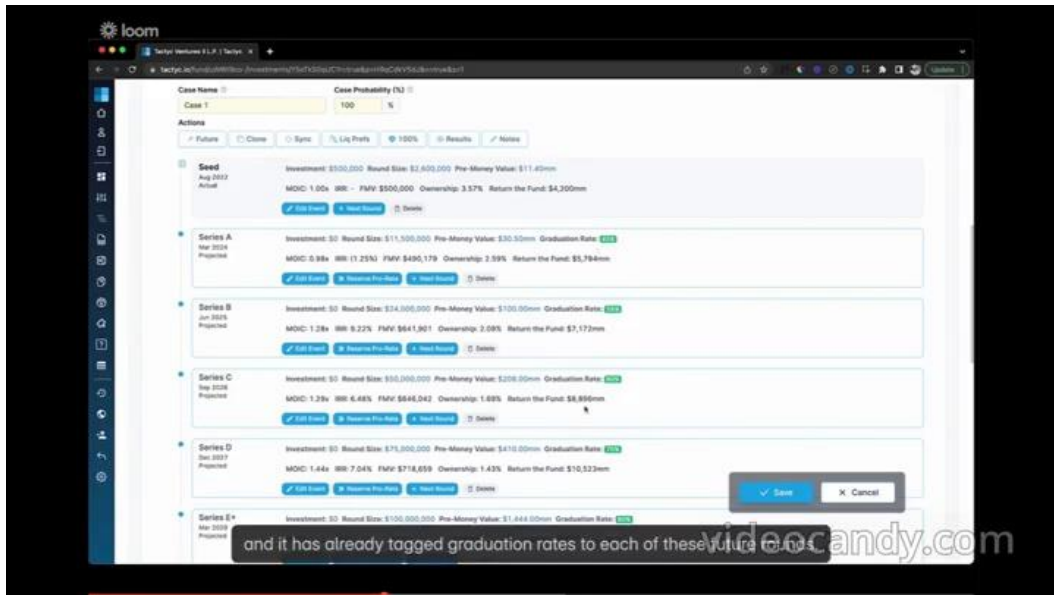 loom
Tactyc Ventures II L.P. | Tactyc
Update
Case Name
Case Probability (%)
Case 1
100
%
Actions
Future
Clone
Sync
Liq Prefs
100%
Results
Notes
Seed
Aug 2022
Actual
Investment: $500,000 Round Size: $2,600,000 Pre-Money Value: $11.40mm
MOIC: 1.00x IRR: - FMV: $500,000 Ownership: 3.57% Return the Fund: $4,200mm
Edit Event
+ Next Round
Delete
Series A
Mar 2024
Projected
Investment: $0 Round Size: $11,500,000 Pre-Money Value: $30.50mm Graduation Rate:
MOIC: 0.98x IRR: (1.25%) FMV: $490,179 Ownership: 2.59% Return the Fund: $5,794mm
Edit Event
Reserve Pro-Rata
+ Next Round
Delete
Series B
Jun 2025
Projected
Investment: $0 Round Size: $24,500,000 Pre-Money Value: $100.00mm Graduation Rate:
MOIC: 1.28x IRR: 9.22% FMV: $641,901 Ownership: 2.08% Return the Fund: $7,172mm
Edit Event
Reserve Pro-Rata
+ Next Round
Delete
Series C
Sep 2026
Projected
Investment: $0 Round Size: $50,000,000 Pre-Money Value: $208.00mm Graduation Rate:
MOIC: 1.29x IRR: 6.46% FMV: $646,042 Ownership: 1.68% Return the Fund: $8,896mm
Edit Event
Reserve Pro-Rata
+ Next Round
Delete
Series D
Dec 2027
Projected
Investment: $0 Round Size: $75,000,000 Pre-Money Value: $410.00mm Graduation Rate:
MOIC: 1.44x IRR: 7.04% FMV: $718,659 Ownership: 1.43% Return the Fund: $10,523mm
Edit Event
Reserve Pro-Rata
+ Next Round
Delete
Save
Cancel
Series E+
Mar 2029
Projected
Investment: $0 Round Size: $100,000,000 Pre-Money Value: $1,444.00mm Graduation Rate:
and it has already tagged graduation rates to each of these future rounds.
videocandy.com